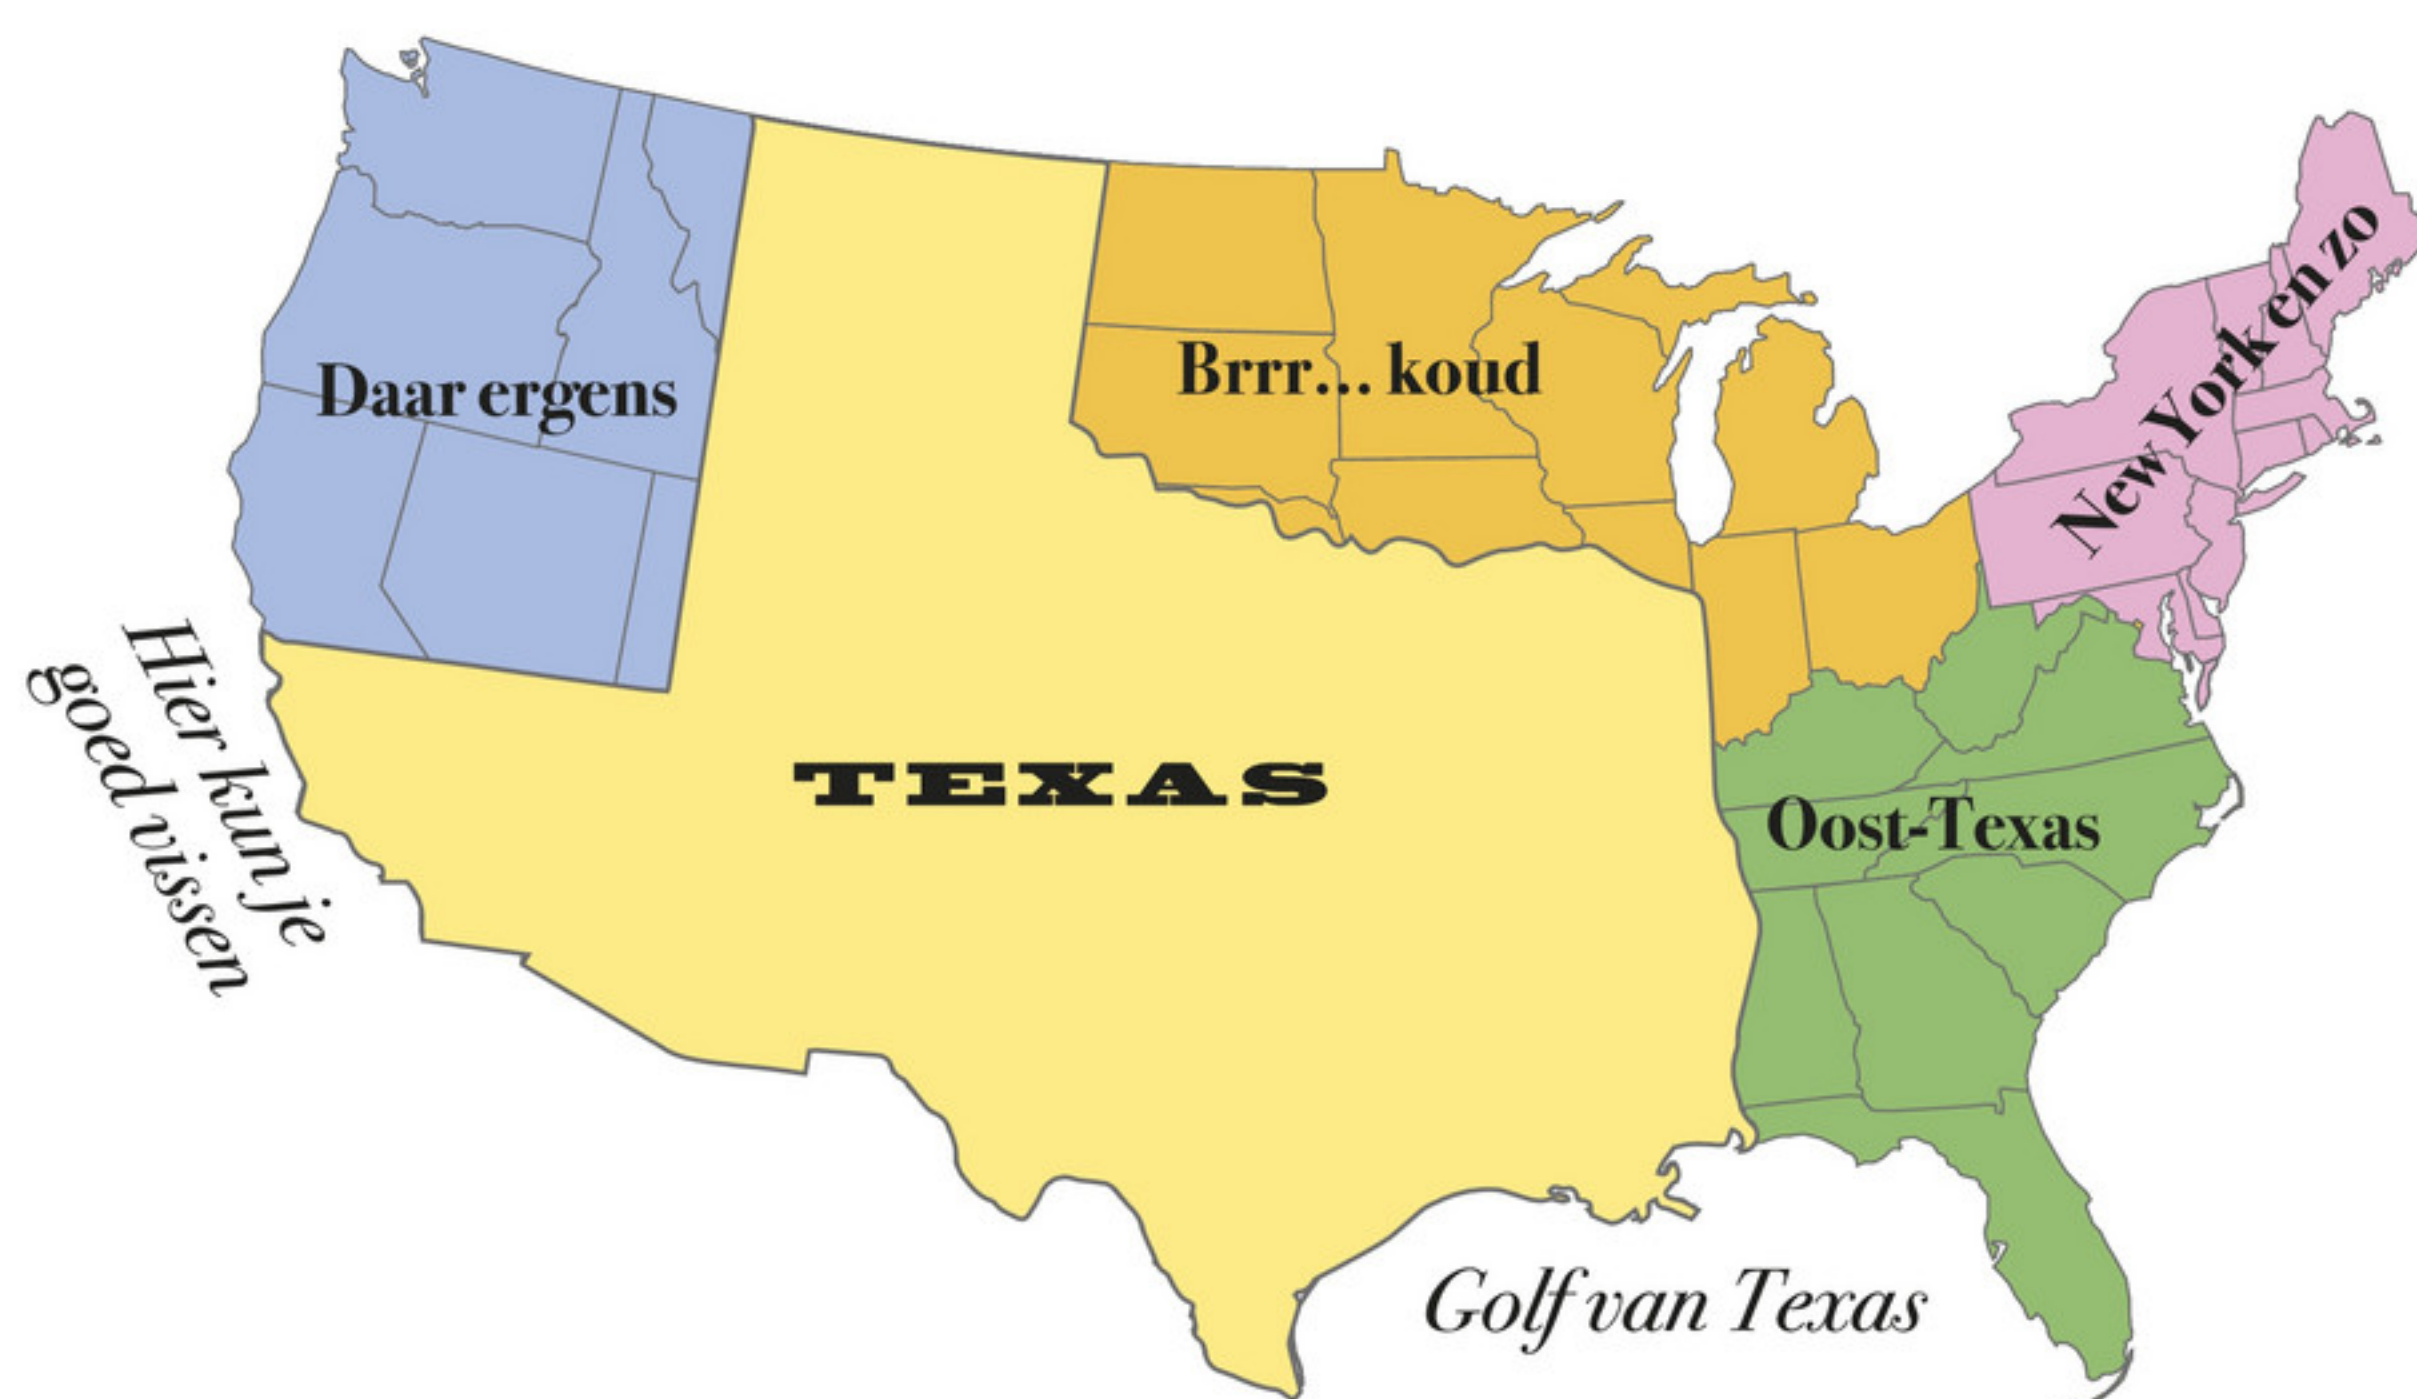 Daar ergens
Brrr... koud
New York en zo
Hier kun je
goed vissen
TEXAS
Oost-Texas
Golf van Texas